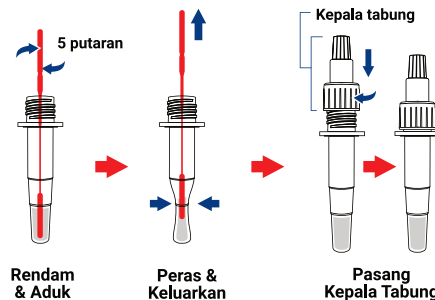 Kepala tabung
5 putaran
Rendam
& Aduk
Peras &
Keluarkan
Pasang
Kepala Tabung